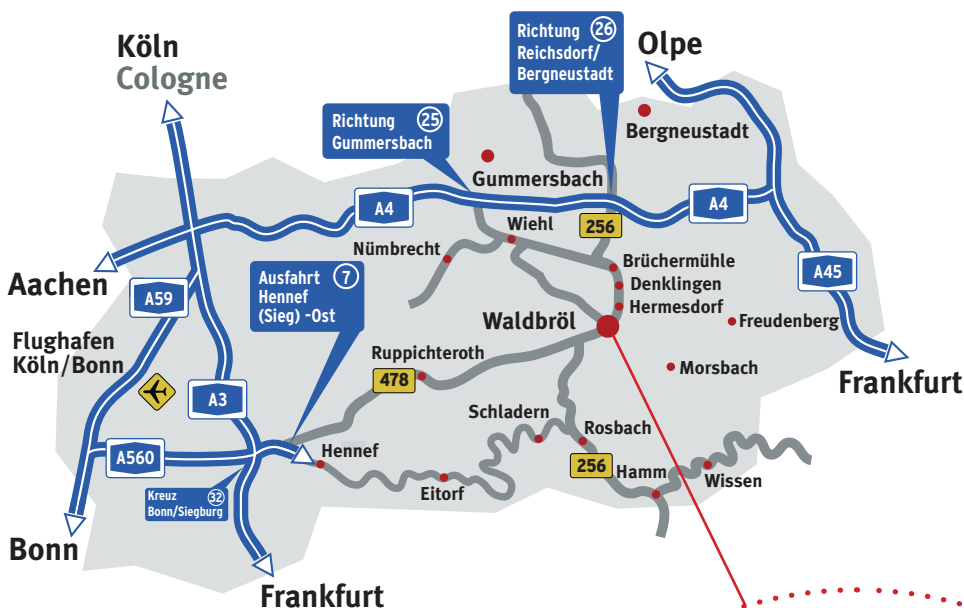 Köln
Cologne
Richtung 26
Reichsdorf/
Bergneustadt
Olpe
Richtung 25
Gummersbach
Bergneustadt
Gummersbach
A4
A4
256
Wiehl
Nümbrecht
Aachen
A59
Ausfahrt 7
Hennef
(Sieg) -Ost
Brüchermühle
Denklingen
Hermesdorf
A45
Waldbröl
Freudenberg
Flughafen
Köln/Bonn
Ruppichteroth
478
Morsbach
Frankfurt
A3
Schladern
Rosbach
A560
Hennef
256
Hamm
Wissen
Eitorf
Kreuz 32
Bonn/Siegburg
Bonn
Frankfurt